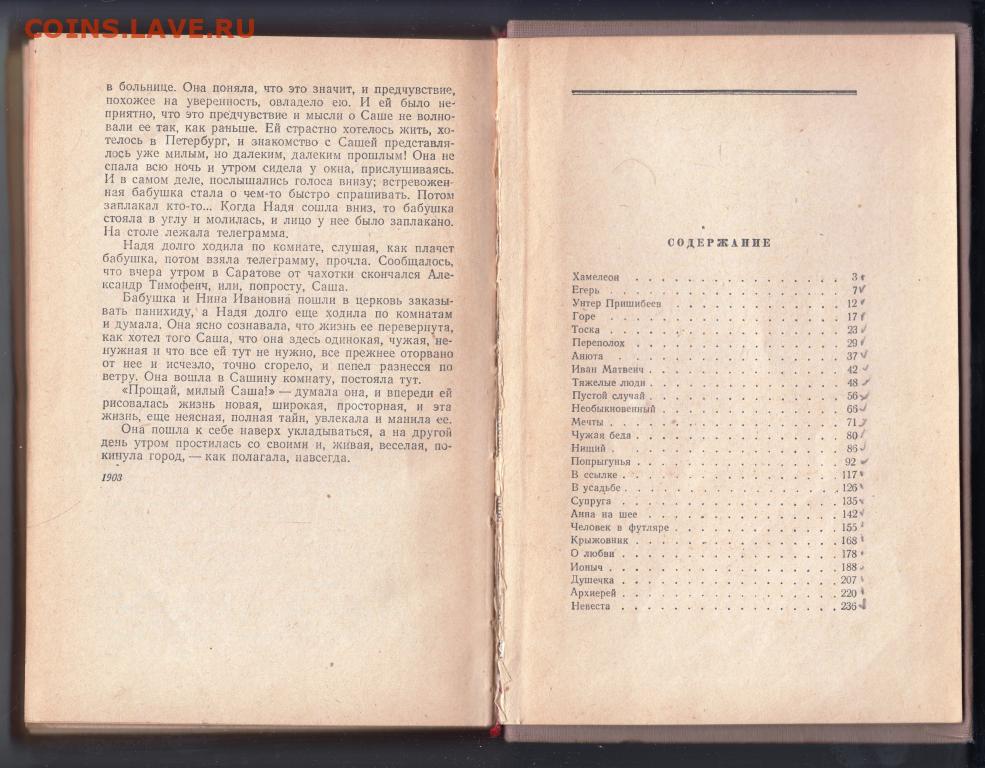 COINS.LAVE.RU
в больнице. Она поняла, что это значит, и предчувствие,
похожее на уверенность, овладело ею. И ей было не-
приятно, что это предчувствие и мысли о Саше не волно-
вали ее так, как раньше. Ей страстно хотелось жить, хо-
телось в Петербург, и знакомство с Сашей представля-
лось уже милым, но далеким, далеким прошлым! Она не
спала всю ночь и утром сидела у окна, прислушиваясь.
И в самом деле, послышались голоса внизу; встревожен-
ная бабушка стала о чем-то быстро спрашивать. Потом
заплакал кто-то... Когда Надя сошла вниз, то бабушка
стояла в углу и молилась, и лицо у нее было заплакано.
На столе лежала телеграмма.
Надя долго ходила по комнате, слушая, как плачет
бабушка, потом взяла телеграмму, прочла. Сообщалось,
что вчера утром в Саратове от чахотки скончался Але-
ксандр Тимофеич, или, попросту, Саша.
Бабушка и Нина Ивановна пошли в церковь заказы-
вать панихиду, а Надя долго еще ходила по комнатам
и думала. Она ясно сознавала, что жизнь ее перевернута,
как хотел того Саша, что она здесь одинокая, чужая, не-
нужная и что все ей тут не нужно, все прежнее оторвано
от нее и исчезло, точно сгорело, и пепел разнесся по
ветру. Она вошла в Сашину комнату, постояла тут.
«Прощай, милый Саша!» — думала она, и впереди ей
рисовалась жизнь новая, широкая, просторная, и эта
жизнь, еще неясная, полная тайн, увлекала и манила ее.
Она пошла к себе наверх укладываться, а на другой
день утром простилась со своими и, живая, веселая, по-
кинула город, — как полагала, навсегда.
1903
СОДЕРЖАНИЕ
Хамелеон . . . . . . . . . . . . . . . . . 3
Егерь . . . . . . . . . . . . . . . . . . 7
Унтер Пришибеев . . . . . . . . . . . . . . 12
Горе . . . . . . . . . . . . . . . . . . . 17
Тоска . . . . . . . . . . . . . . . . . . 23
Переполох . . . . . . . . . . . . . . . . . 29
Анюта . . . . . . . . . . . . . . . . . . 37
Иван Матвеич . . . . . . . . . . . . . . . 42
Тяжелые люди . . . . . . . . . . . . . . . 48
Пустой случай . . . . . . . . . . . . . . . 56
Необыкновенный . . . . . . . . . . . . . . 66
Мечты . . . . . . . . . . . . . . . . . . 71
Чужая беда . . . . . . . . . . . . . . . . 80
Нищий . . . . . . . . . . . . . . . . . . 86
Попрыгунья . . . . . . . . . . . . . . . . 92
В ссылке . . . . . . . . . . . . . . . . . 117
В усадьбе . . . . . . . . . . . . . . . . . 126
Супруга . . . . . . . . . . . . . . . . . . 135
Анна на шее . . . . . . . . . . . . . . . . 142
Человек в футляре . . . . . . . . . . . . . 155
Крыжовник . . . . . . . . . . . . . . . . . 168
О любви . . . . . . . . . . . . . . . . . . 178
Ионыч . . . . . . . . . . . . . . . . . . 188
Душечка . . . . . . . . . . . . . . . . . . 207
Архиерей . . . . . . . . . . . . . . . . . 220
Невеста . . . . . . . . . . . . . . . . . . 236